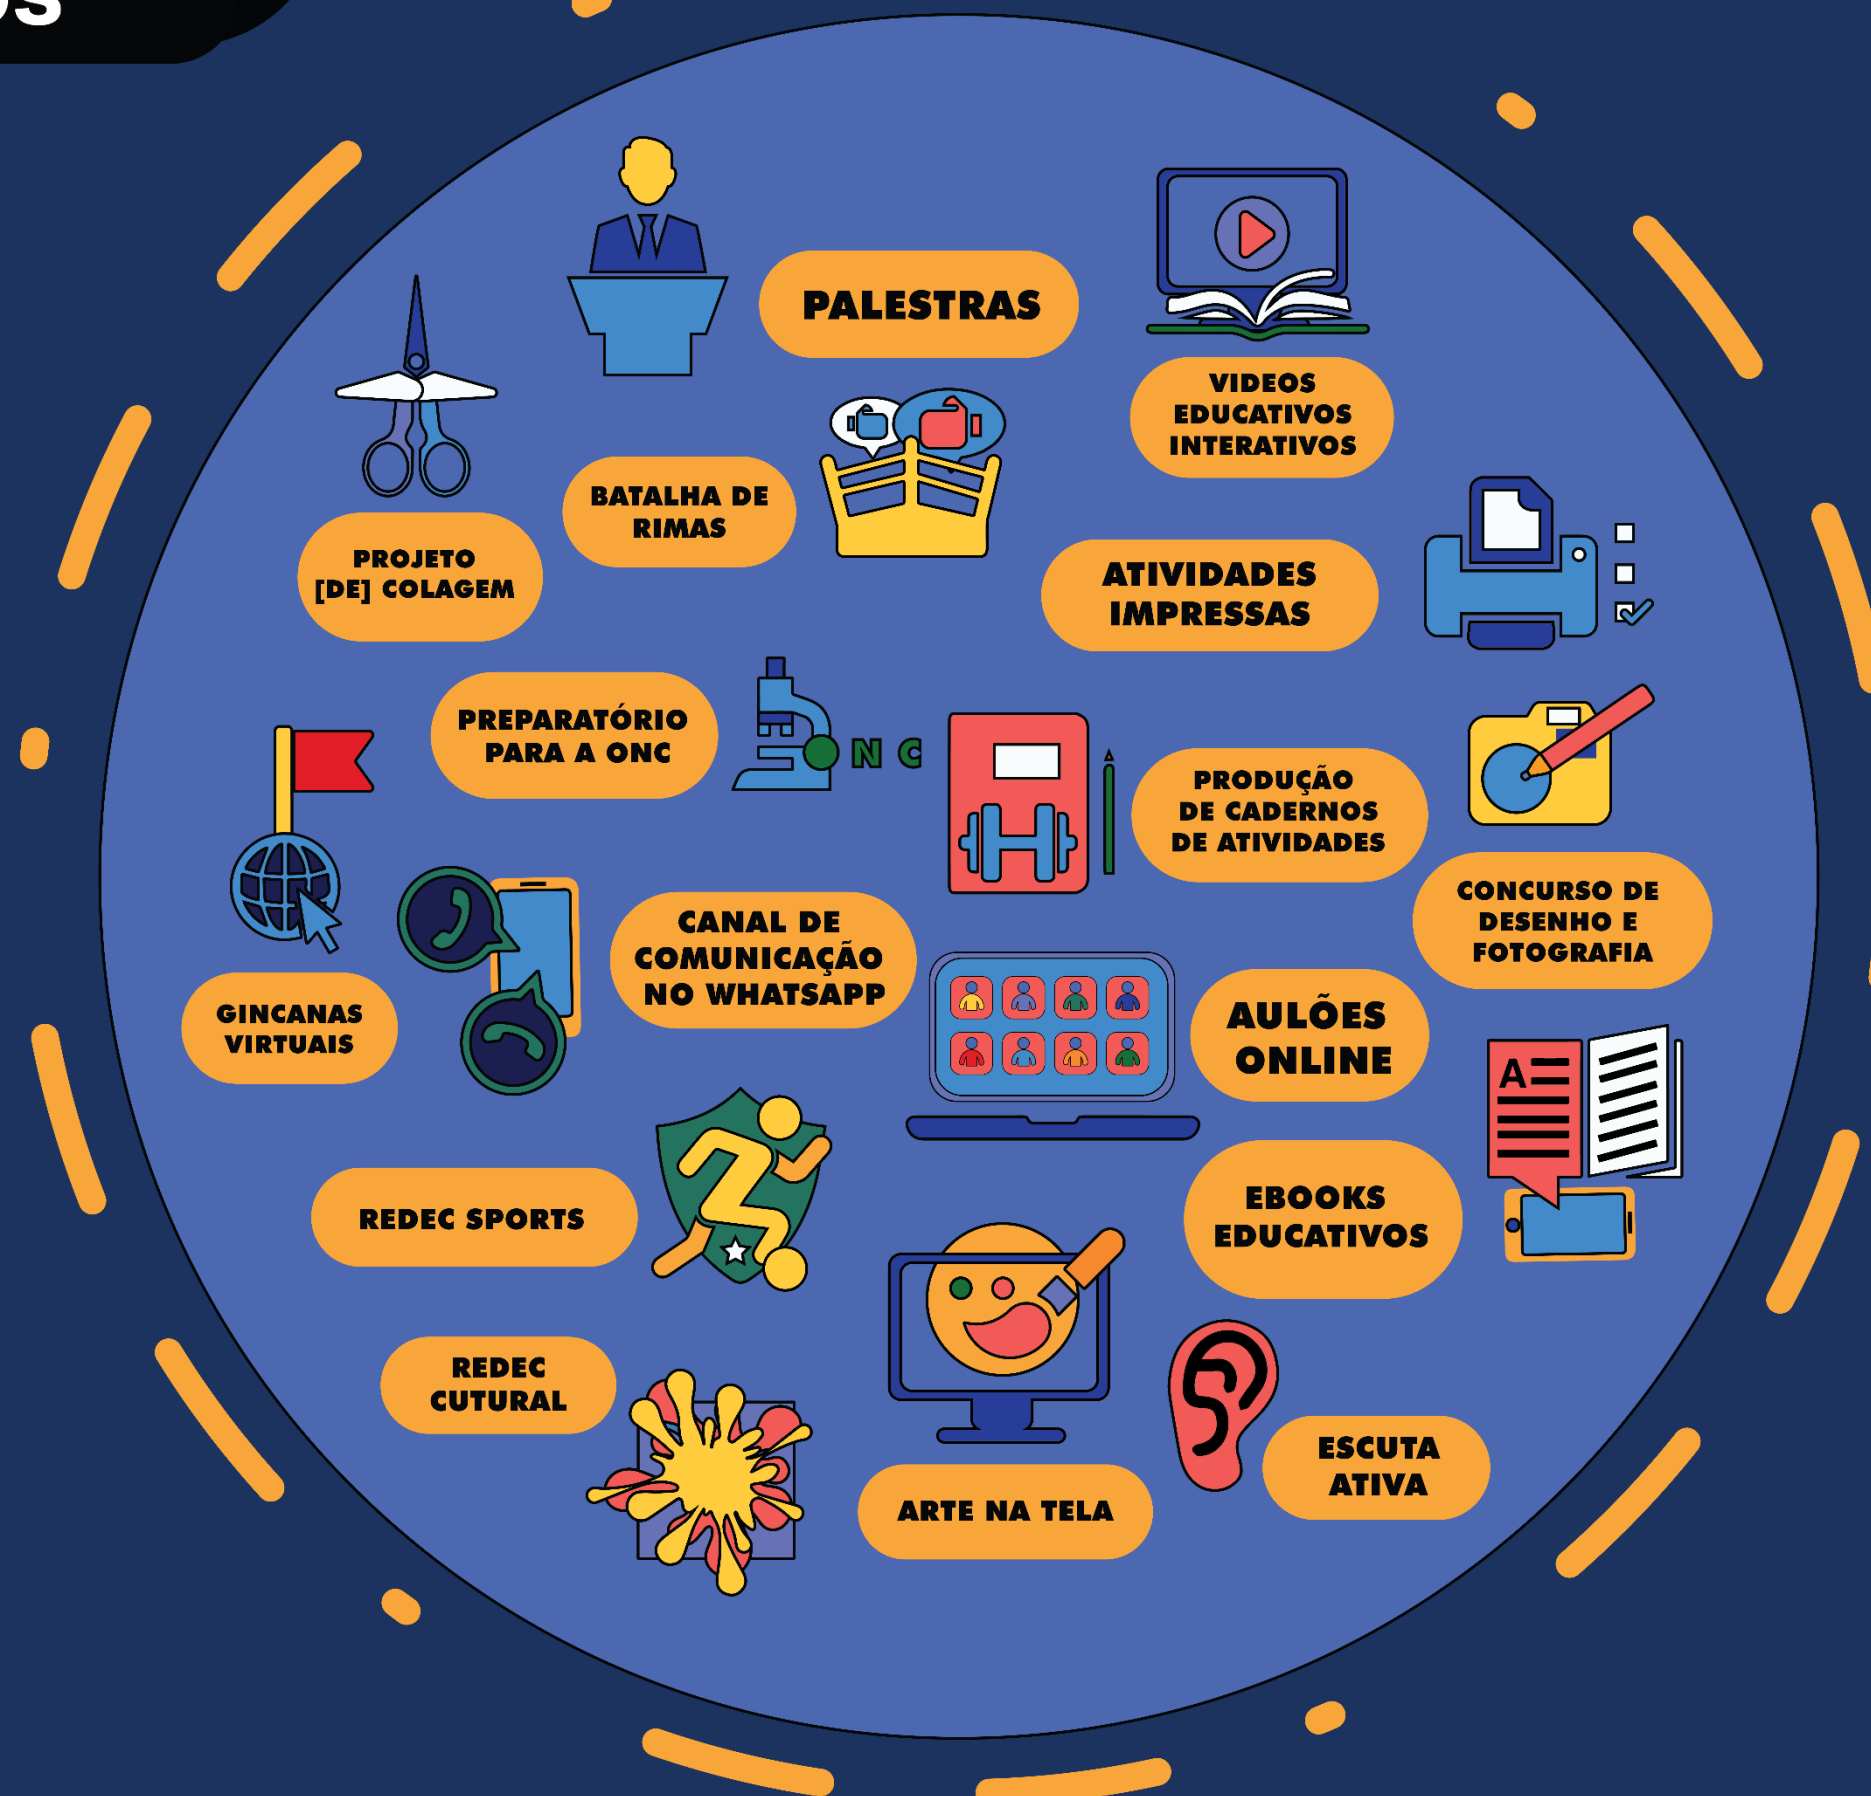 os
PALESTRAS
VIDEOS
EDUCATIVOS
INTERATIVOS
BATALHA DE
RIMAS
PROJETO
[DE] COLAGEM
ATIVIDADES
IMPRESSAS
PREPARATÓRIO
PARA A ONC
N C
PRODUÇÃO
DE CADERNOS
DE ATIVIDADES
CONCURSO DE
DESENHO E
FOTOGRAFIA
CANAL DE
COMUNICAÇÃO
NO WHATSAPP
GINCANAS
VIRTUAIS
AULÕES
ONLINE
A
REDEC SPORTS
EBOOKS
EDUCATIVOS
REDEC
CUTURAL
ESCUTA
ATIVA
ARTE NA TELA